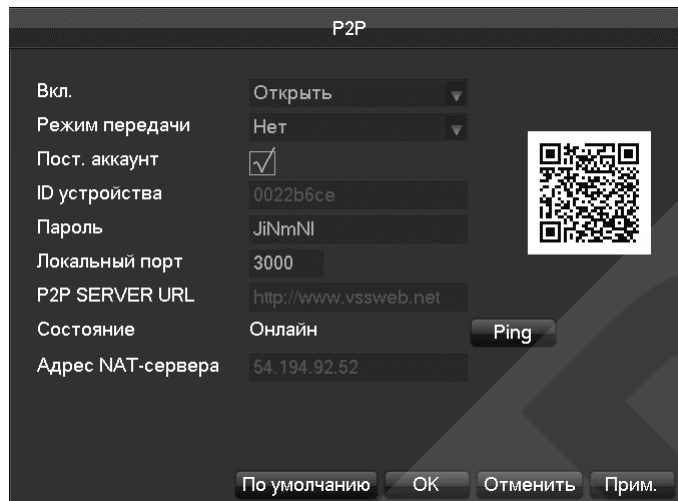 P2P
Вкл. Открыть
Режим передачи Нет
Пост. аккаунт
ID устройства 0022b6ce
Пароль JiNmNI
Локальный порт 3000
P2P SERVER URL http://www.vssweb.net
Состояние Онлайн Ping
Адрес NAT-сервера 54.194.92.52
По умолчанию OK Отменить Прим.